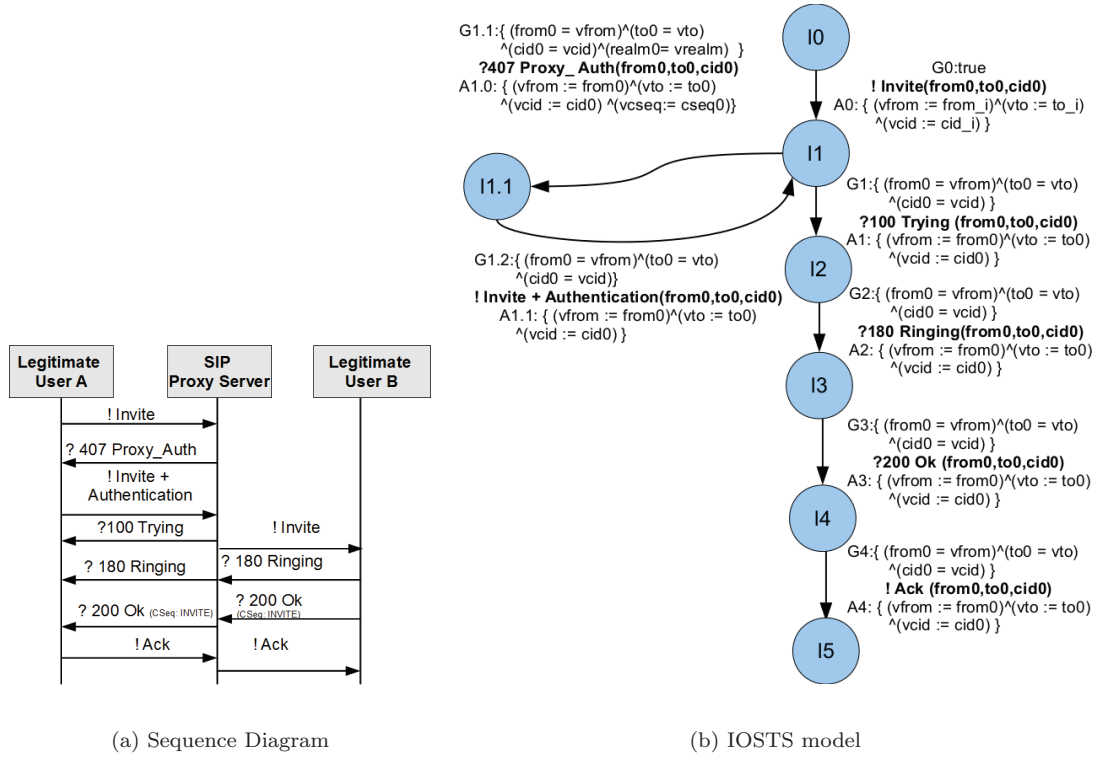 G1.1:{ (from0 = vfrom)^(to0 = vto)
^(cid0 = vcid)^(realm0= vrealm) }
?407 Proxy_ Auth(from0,to0,cid0)
A1.0: { (vfrom := from0)^(vto := to0)
^(vcid := cid0) ^(vcseq:= cseq0)}
I0
G0:true
! Invite(from0,to0,cid0)
A0: { (vfrom := from_i)^(vto := to_i)
^(vcid := cid_i) }
I1
I1.1
G1:{ (from0 = vfrom)^(to0 = vto)
^(cid0 = vcid) }
?100 Trying (from0,to0,cid0)
A1: { (vfrom := from0)^(vto := to0)
^(vcid := cid0) }
G1.2:{ (from0 = vfrom)^(to0 = vto)
^(cid0 = vcid)}
! Invite + Authentication(from0,to0,cid0)
A1.1: { (vfrom := from0)^(vto := to0)
^(vcid := cid0) }
I2
G2:{ (from0 = vfrom)^(to0 = vto)
^(cid0 = vcid) }
?180 Ringing(from0,to0,cid0)
A2: { (vfrom := from0)^(vto := to0)
^(vcid := cid0) }
I3
G3:{ (from0 = vfrom)^(to0 = vto)
^(cid0 = vcid) }
?200 Ok (from0,to0,cid0)
A3: { (vfrom := from0)^(vto := to0)
^(vcid := cid0) }
I4
G4:{ (from0 = vfrom)^(to0 = vto)
^(cid0 = vcid) }
! Ack (from0,to0,cid0)
A4: { (vfrom := from0)^(vto := to0)
^(vcid := cid0) }
I5
Legitimate
User A
SIP
Proxy Server
Legitimate
User B
! Invite
? 407 Proxy_Auth
! Invite +
Authentication
?100 Trying
! Invite
? 180 Ringing
? 180 Ringing
? 200 Ok
(CSeq: INVITE)
? 200 Ok (CSeq: INVITE)
! Ack
! Ack
(a) Sequence Diagram
(b) IOSTS model